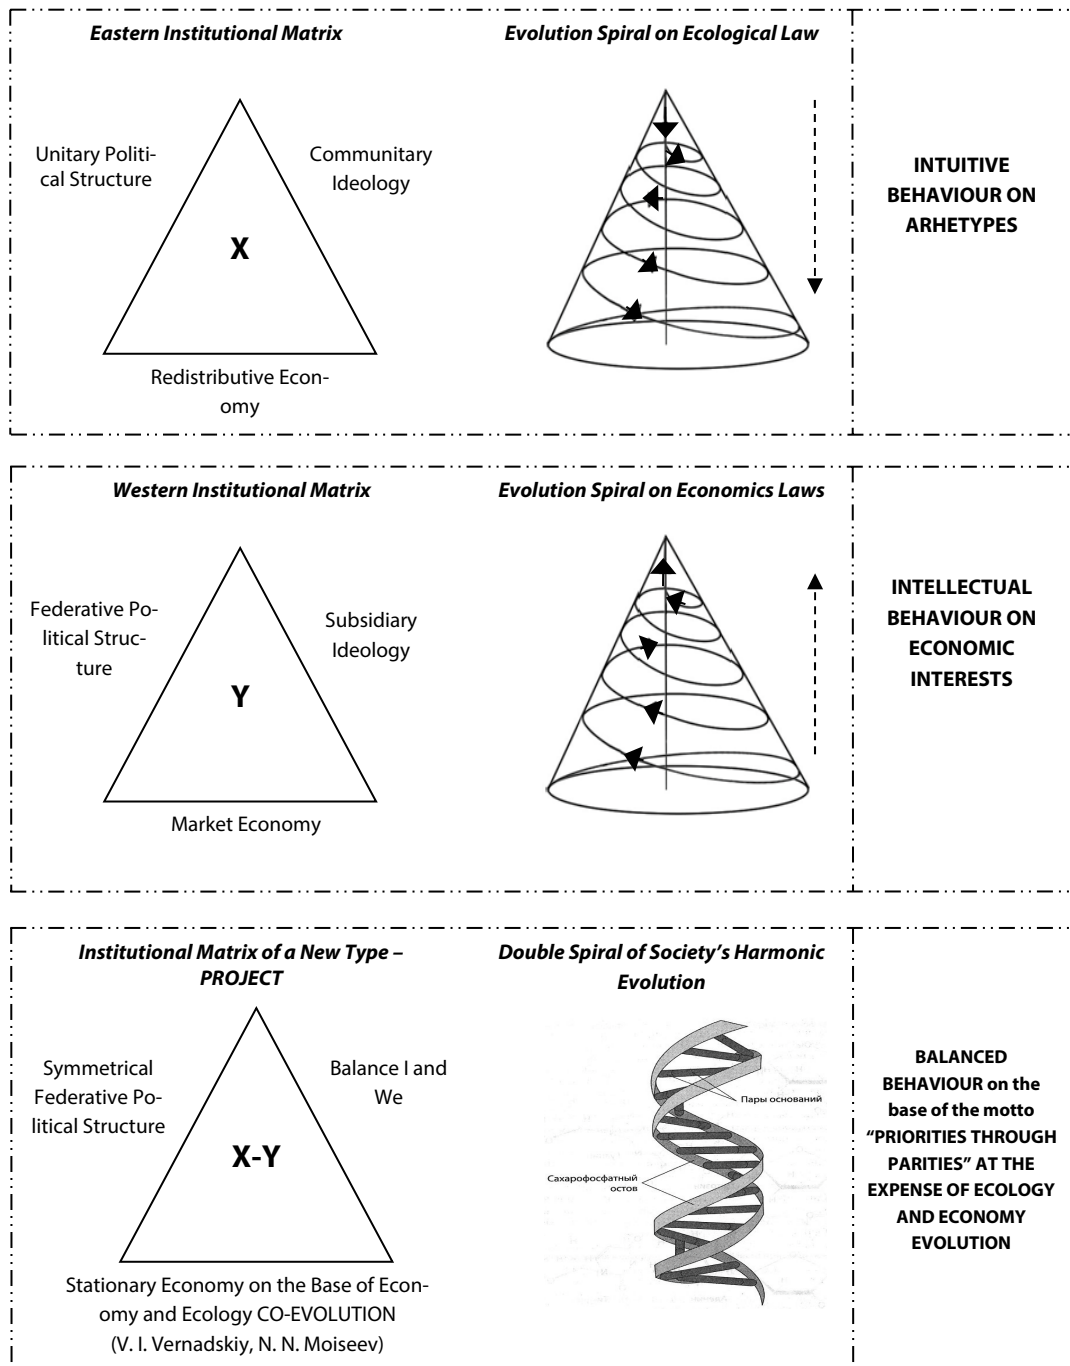 Eastern Institutional Matrix
Evolution Spiral on Ecological Law
Unitary Politi-
cal Structure
Communitary
Ideology
X
Redistributive Econ-
omy
INTUITIVE
BEHAVIOUR ON
ARHETYPES
Western Institutional Matrix
Evolution Spiral on Economics Laws
Federative Po-
litical Struc-
ture
Subsidiary
Ideology
Y
Market Economy
INTELLECTUAL
BEHAVIOUR ON
ECONOMIC
INTERESTS
Institutional Matrix of a New Type –
PROJECT
Double Spiral of Society’s Harmonic
Evolution
Symmetrical
Federative Po-
litical Structure
Balance I and
We
X-Y
Stationary Economy on the Base of Econ-
omy and Ecology CO-EVOLUTION
(V. I. Vernadskiy, N. N. Moiseev)
Пары оснований
Сахарофосфатный
остов
BALANCED
BEHAVIOUR on the
base of the motto
“PRIORITIES THROUGH
PARITIES” AT THE
EXPENSE OF ECOLOGY
AND ECONOMY
EVOLUTION